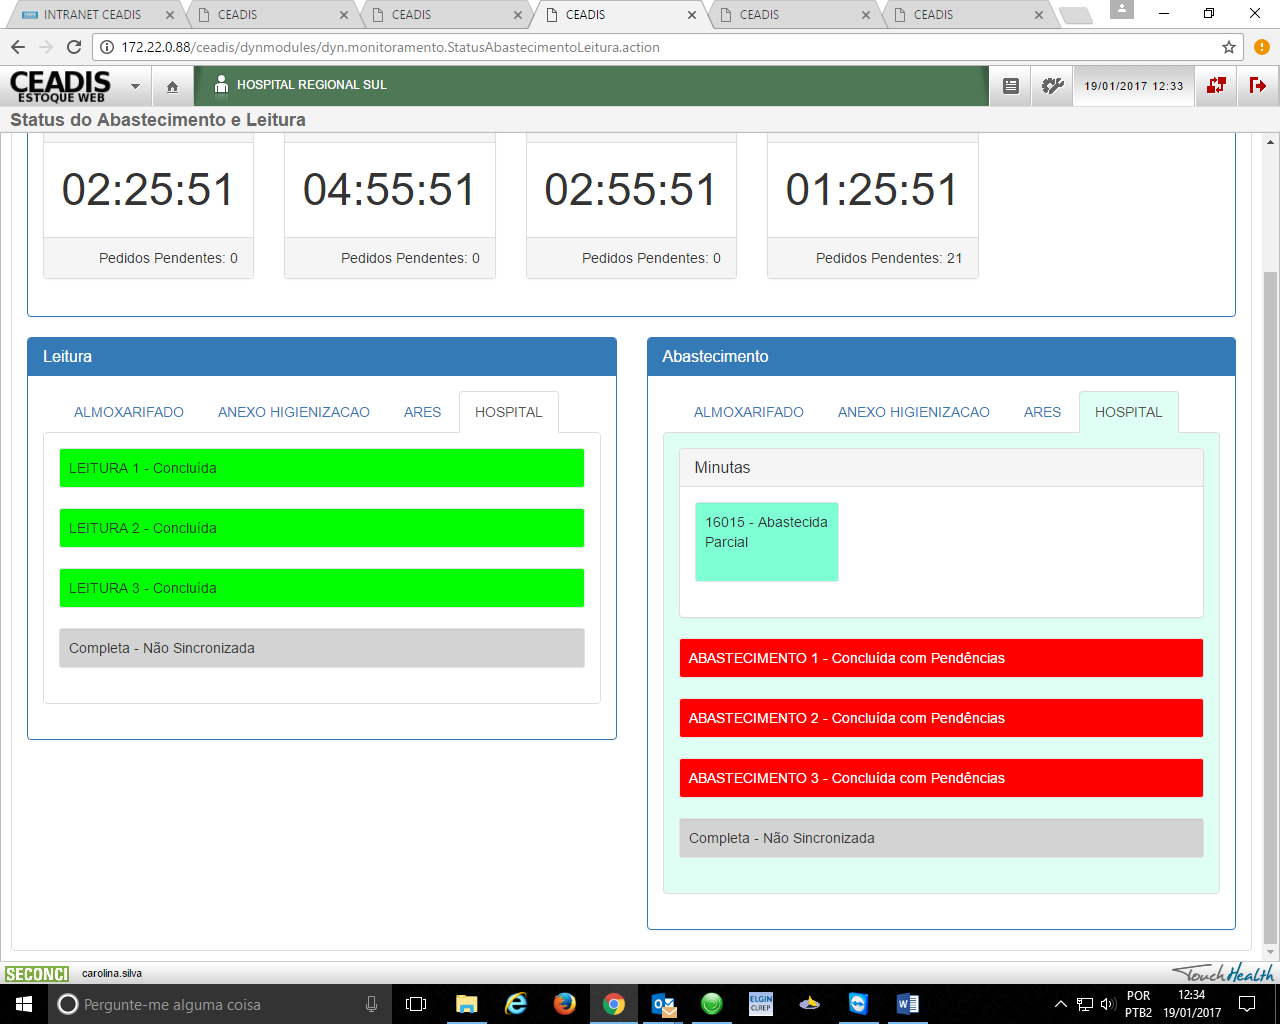 INTRANET CEADIS
CEADIS
CEADIS
CEADIS
CEADIS
CEADIS
172.22.0.88/ceadis/dynmodules/dyn.monitoramento.StatusAbastecimentoLeitura.action
CEADIS
ESTOQUE WEB
HOSPITAL REGIONAL SUL
19/01/2017 12:33
Status do Abastecimento e Leitura
02:25:51
04:55:51
02:55:51
01:25:51
Pedidos Pendentes: 0
Pedidos Pendentes: 0
Pedidos Pendentes: 0
Pedidos Pendentes: 21
Leitura
ALMOXARIFADO
ANEXO HIGIENIZACAO
ARES
HOSPITAL
LEITURA 1 - Concluída
LEITURA 2 - Concluída
LEITURA 3 - Concluída
Completa - Não Sincronizada
Abastecimento
ALMOXARIFADO
ANEXO HIGIENIZACAO
ARES
HOSPITAL
Minutas
16015 - Abastecida
Parcial
ABASTECIMENTO 1 - Concluída com Pendências
ABASTECIMENTO 2 - Concluída com Pendências
ABASTECIMENTO 3 - Concluída com Pendências
Completa - Não Sincronizada
SECONCI
carolina.silva
TouchHealth
Pergunte-me alguma coisa
ELGIN
CLREP
POR
PTB2
12:34
19/01/2017